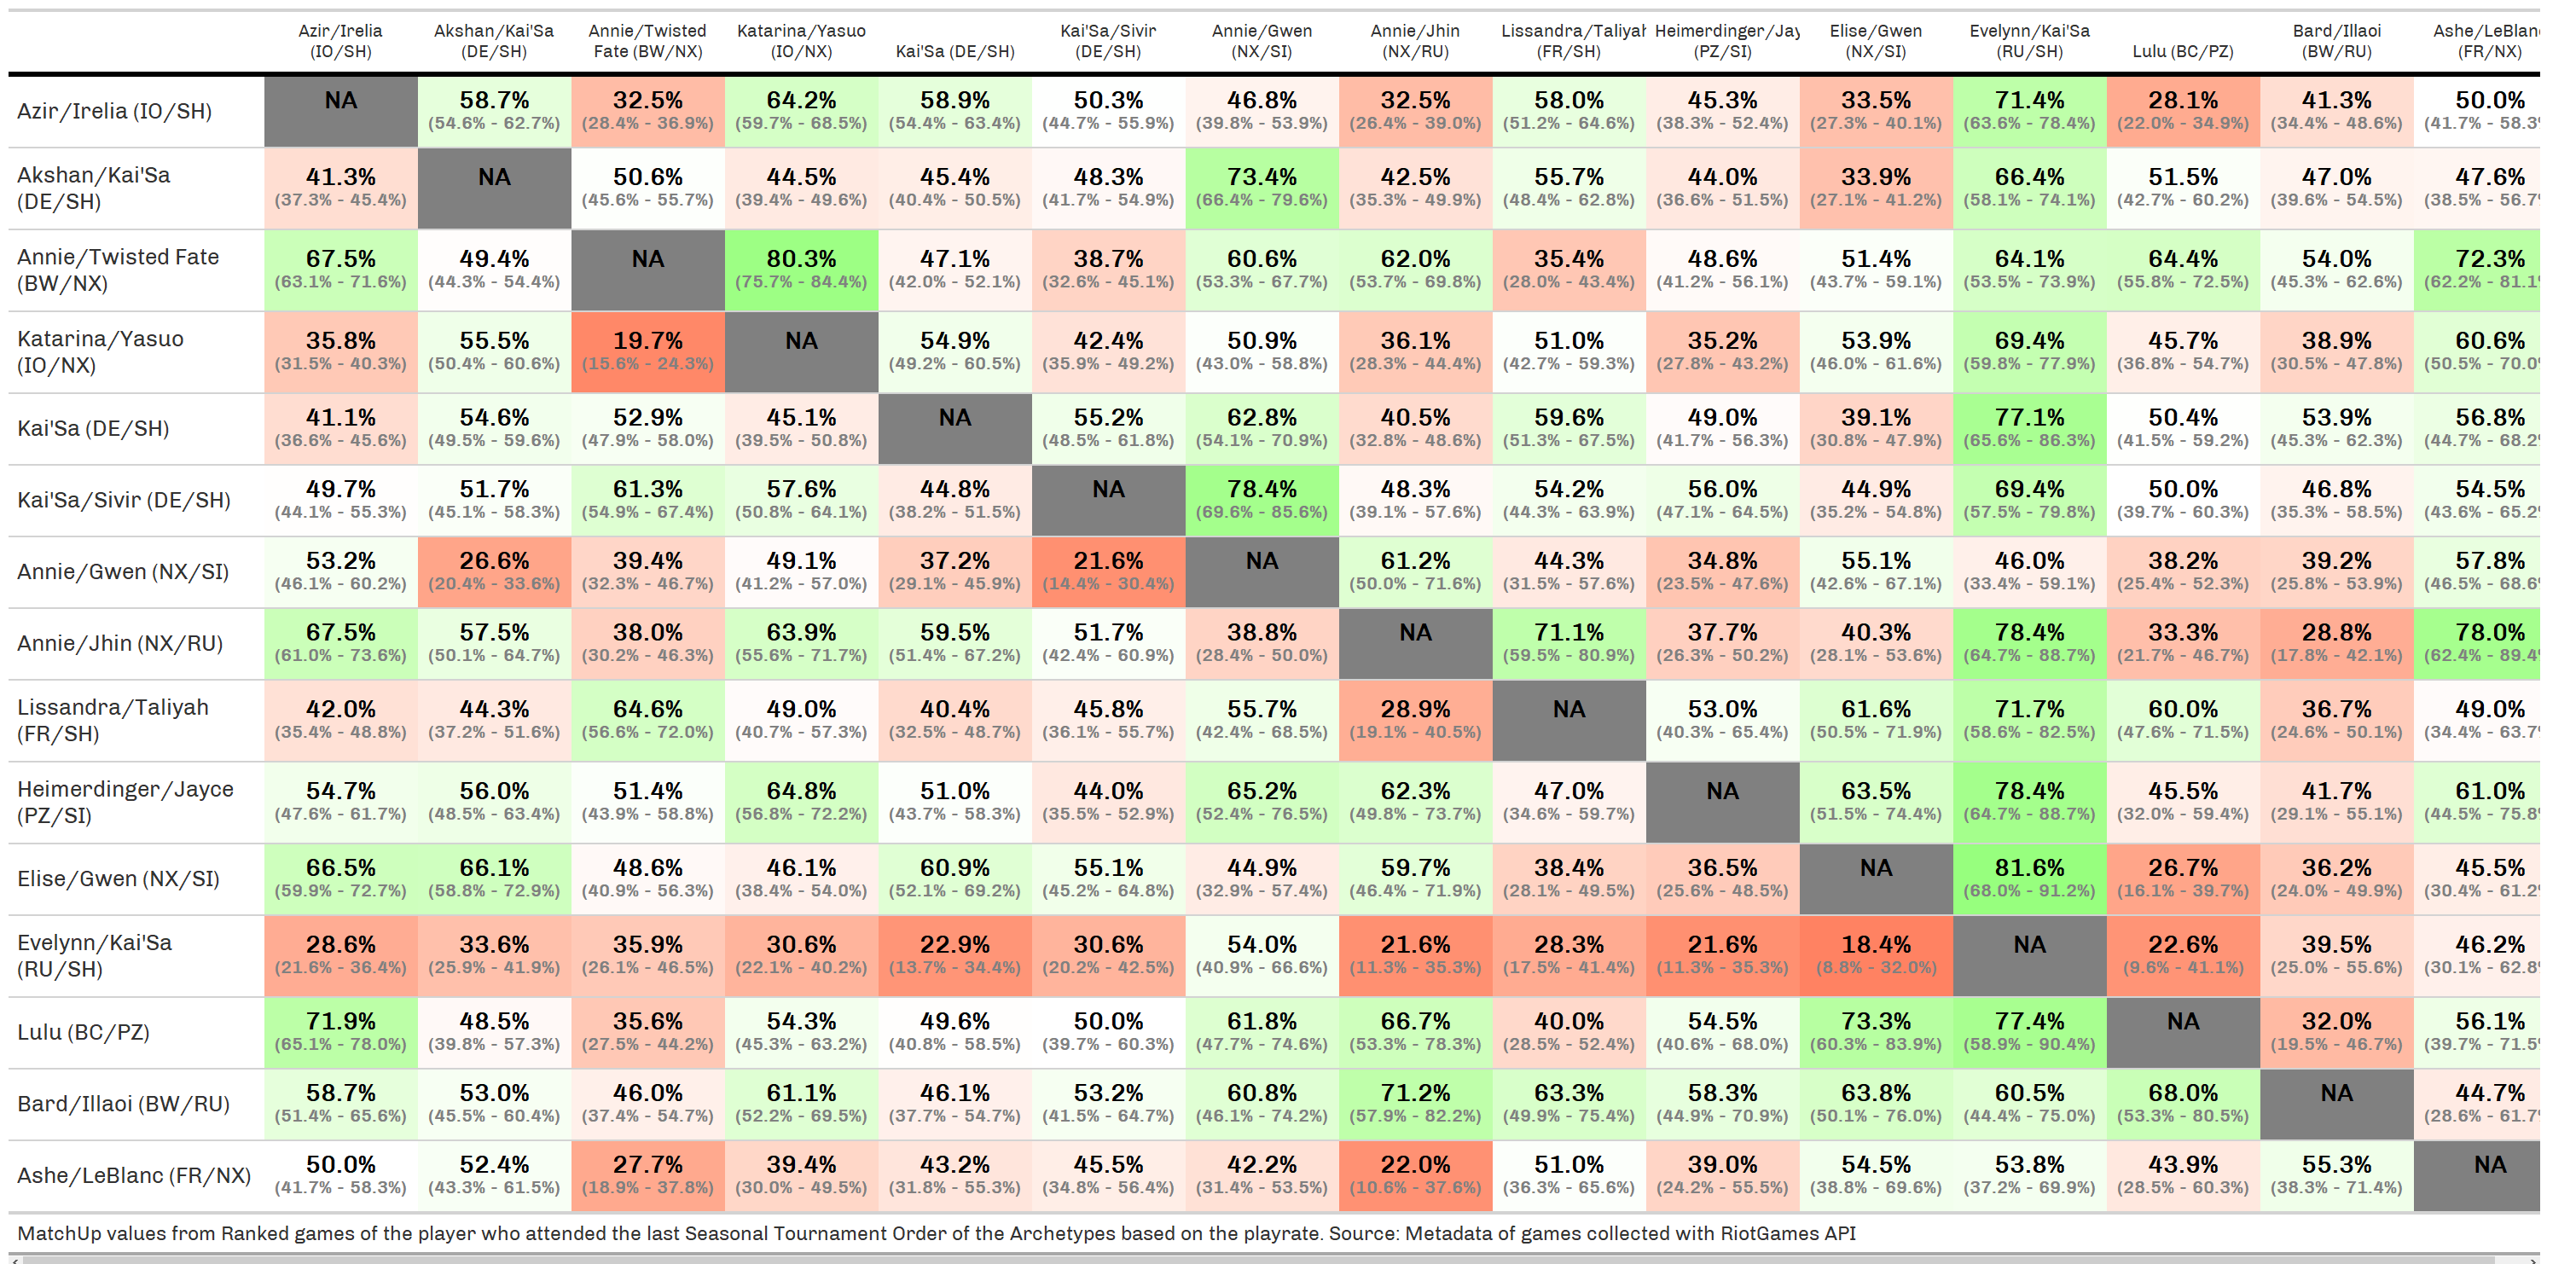 Azir/Irelia Akshan/Kai'Sa Annie/Twisted Katarina/Yasuo Kai'Sa/Sivir Annie/Gwen Annie/Jhin Lissandra/Taliyah Heimerdinger/Jay Elise/Gwen Evelynn/Kai'Sa Bard/Illaoi Ashe/LeBlanc
(IO/SH) (DE/SH) Fate (BW/NX) (IO/NX) Kai'Sa (DE/SH) (DE/SH) (NX/SI) (NX/RU) (FR/SH) (PZ/SI) (NX/SI) (RU/SH) Lulu (BC/PZ) (BW/RU) (FR/NX)
Azir/Irelia (IO/SH) NA 58.7% 32.5% 64.2% 58.9% 50.3% 46.8% 32.5% 58.0% 45.3% 33.5% 71.4% 28.1% 41.3% 50.0%
(54.6% - 62.7%) (28.4% - 36.9%) (59.7% - 68.5%) (54.4% - 63.4%) (44.7% - 55.9%) (39.8% - 53.9%) (26.4% - 39.0%) (51.2% - 64.6%) (38.3% - 52.4%) (27.3% - 40.1%) (63.6% - 78.4%) (22.0% - 34.9%) (34.4% - 48.6%) (41.7% - 58.3%
Akshan/Kai'Sa 41.3% NA 50.6% 44.5% 45.4% 48.3% 73.4% 42.5% 55.7% 44.0% 33.9% 66.4% 51.5% 47.0% 47.6%
(DE/SH) (37.3% - 45.4%) (45.6% - 55.7%) (39.4% - 49.6%) (40.4% - 50.5%) (41.7% - 54.9%) (66.4% - 79.6%) (35.3% - 49.9%) (48.4% - 62.8%) (36.6% - 51.5%) (27.1% - 41.2%) (58.1% - 74.1%) (42.7% - 60.2%) (39.6% - 54.5%) (38.5% - 56.7%
Annie/Twisted Fate 67.5% 49.4% NA 80.3% 47.1% 38.7% 60.6% 62.0% 35.4% 48.6% 51.4% 64.1% 64.4% 54.0% 72.3%
(BW/NX) (63.1% - 71.6%) (44.3% - 54.4%) (75.7% - 84.4%) (42.0% - 52.1%) (32.6% - 45.1%) (53.3% - 67.7%) (53.7% - 69.8%) (28.0% - 43.4%) (41.2% - 56.1%) (43.7% - 59.1%) (53.5% - 73.9%) (55.8% - 72.5%) (45.3% - 62.6%) (62.2% - 81.1%
Katarina/Yasuo 35.8% 55.5% 19.7% NA 54.9% 42.4% 50.9% 36.1% 51.0% 35.2% 53.9% 69.4% 45.7% 38.9% 60.6%
(IO/NX) (31.5% - 40.3%) (50.4% - 60.6%) (15.6% - 24.3%) (49.2% - 60.5%) (35.9% - 49.2%) (43.0% - 58.8%) (28.3% - 44.4%) (42.7% - 59.3%) (27.8% - 43.2%) (46.0% - 61.6%) (59.8% - 77.9%) (36.8% - 54.7%) (30.5% - 47.8%) (50.5% - 70.0%
Kai'Sa (DE/SH) 41.1% 54.6% 52.9% 45.1% NA 55.2% 62.8% 40.5% 59.6% 49.0% 39.1% 77.1% 50.4% 53.9% 56.8%
(36.6% - 45.6%) (49.5% - 59.6%) (47.9% - 58.0%) (39.5% - 50.8%) (48.5% - 61.8%) (54.1% - 70.9%) (32.8% - 48.6%) (51.3% - 67.5%) (41.7% - 56.3%) (30.8% - 47.9%) (65.6% - 86.3%) (41.5% - 59.2%) (45.3% - 62.3%) (44.7% - 68.2%
Kai'Sa/Sivir (DE/SH) 49.7% 51.7% 61.3% 57.6% 44.8% NA 78.4% 48.3% 54.2% 56.0% 44.9% 69.4% 50.0% 46.8% 54.5%
(44.1% - 55.3%) (45.1% - 58.3%) (54.9% - 67.4%) (50.8% - 64.1%) (38.2% - 51.5%) (69.6% - 85.6%) (39.1% - 57.6%) (44.3% - 63.9%) (47.1% - 64.5%) (35.2% - 54.8%) (57.5% - 79.8%) (39.7% - 60.3%) (35.3% - 58.5%) (43.6% - 65.2%
Annie/Gwen (NX/SI) 53.2% 26.6% 39.4% 49.1% 37.2% 21.6% NA 61.2% 44.3% 34.8% 55.1% 46.0% 38.2% 39.2% 57.8%
(46.1% - 60.2%) (20.4% - 33.6%) (32.3% - 46.7%) (41.2% - 57.0%) (29.1% - 45.9%) (14.4% - 30.4%) (50.0% - 71.6%) (31.5% - 57.6%) (23.5% - 47.6%) (42.6% - 67.1%) (33.4% - 59.1%) (25.4% - 52.3%) (25.8% - 53.9%) (46.5% - 68.6%
Annie/Jhin (NX/RU) 67.5% 57.5% 38.0% 63.9% 59.5% 51.7% 38.8% NA 71.1% 37.7% 40.3% 78.4% 33.3% 28.8% 78.0%
(61.0% - 73.6%) (50.1% - 64.7%) (30.2% - 46.3%) (55.6% - 71.7%) (51.4% - 67.2%) (42.4% - 60.9%) (28.4% - 50.0%) (59.5% - 80.9%) (26.3% - 50.2%) (28.1% - 53.6%) (64.7% - 88.7%) (21.7% - 46.7%) (17.8% - 42.1%) (62.4% - 89.4%
Lissandra/Taliyah 42.0% 44.3% 64.6% 49.0% 40.4% 45.8% 55.7% 28.9% NA 53.0% 61.6% 71.7% 60.0% 36.7% 49.0%
(FR/SH) (35.4% - 48.8%) (37.2% - 51.6%) (56.6% - 72.0%) (40.7% - 57.3%) (32.5% - 48.7%) (36.1% - 55.7%) (42.4% - 68.5%) (19.1% - 40.5%) (40.3% - 65.4%) (50.5% - 71.9%) (58.6% - 82.5%) (47.6% - 71.5%) (24.6% - 50.1%) (34.4% - 63.7%
Heimerdinger/Jayce 54.7% 56.0% 51.4% 64.8% 51.0% 44.0% 65.2% 62.3% 47.0% NA 63.5% 78.4% 45.5% 41.7% 61.0%
(PZ/SI) (47.6% - 61.7%) (48.5% - 63.4%) (43.9% - 58.8%) (56.8% - 72.2%) (43.7% - 58.3%) (35.5% - 52.9%) (52.4% - 76.5%) (49.8% - 73.7%) (34.6% - 59.7%) (51.5% - 74.4%) (64.7% - 88.7%) (32.0% - 59.4%) (29.1% - 55.1%) (44.5% - 75.8%
Elise/Gwen (NX/SI) 66.5% 66.1% 48.6% 46.1% 60.9% 55.1% 44.9% 59.7% 38.4% 36.5% NA 81.6% 26.7% 36.2% 45.5%
(59.9% - 72.7%) (58.8% - 72.9%) (40.9% - 56.3%) (38.4% - 54.0%) (52.1% - 69.2%) (45.2% - 64.8%) (32.9% - 57.4%) (46.4% - 71.9%) (28.1% - 49.5%) (25.6% - 48.5%) (68.0% - 91.2%) (16.1% - 39.7%) (24.0% - 49.9%) (30.4% - 61.2%
Evelynn/Kai'Sa 28.6% 33.6% 35.9% 30.6% 22.9% 30.6% 54.0% 21.6% 28.3% 21.6% 18.4% NA 22.6% 39.5% 46.2%
(RU/SH) (21.6% - 36.4%) (25.9% - 41.9%) (26.1% - 46.5%) (22.1% - 40.2%) (13.7% - 34.4%) (20.2% - 42.5%) (40.9% - 66.6%) (11.3% - 35.3%) (17.5% - 41.4%) (11.3% - 35.3%) (8.8% - 32.0%) (9.6% - 41.1%) (25.0% - 55.6%) (30.1% - 62.8%
Lulu (BC/PZ) 71.9% 48.5% 35.6% 54.3% 49.6% 50.0% 61.8% 66.7% 40.0% 54.5% 73.3% 77.4% NA 32.0% 56.1%
(65.1% - 78.0%) (39.8% - 57.3%) (27.5% - 44.2%) (45.3% - 63.2%) (40.8% - 58.5%) (39.7% - 60.3%) (47.7% - 74.6%) (53.3% - 78.3%) (28.5% - 52.4%) (40.6% - 68.0%) (60.3% - 83.9%) (58.9% - 90.4%) (19.5% - 46.7%) (39.7% - 71.5%
Bard/Illaoi (BW/RU) 58.7% 53.0% 46.0% 61.1% 46.1% 53.2% 60.8% 71.2% 63.3% 58.3% 63.8% 60.5% 68.0% NA 44.7%
(51.4% - 65.6%) (45.5% - 60.4%) (37.4% - 54.7%) (52.2% - 69.5%) (37.7% - 54.7%) (41.5% - 64.7%) (46.1% - 74.2%) (57.9% - 82.2%) (49.9% - 75.4%) (44.9% - 70.9%) (50.1% - 76.0%) (44.4% - 75.0%) (53.3% - 80.5%) (28.6% - 61.7%
Ashe/LeBlanc (FR/NX) 50.0% 52.4% 27.7% 39.4% 43.2% 45.5% 42.2% 22.0% 51.0% 39.0% 54.5% 53.8% 43.9% 55.3% NA
(41.7% - 58.3%) (43.3% - 61.5%) (18.9% - 37.8%) (30.0% - 49.5%) (31.8% - 55.3%) (34.8% - 56.4%) (31.4% - 53.5%) (10.6% - 37.6%) (36.3% - 65.6%) (24.2% - 55.5%) (38.8% - 69.6%) (37.2% - 69.9%) (28.5% - 60.3%) (38.3% - 71.4%)
MatchUp values from Ranked games of the player who attended the last Seasonal Tournament Order of the Archetypes based on the playrate. Source: Metadata of games collected with RiotGames API